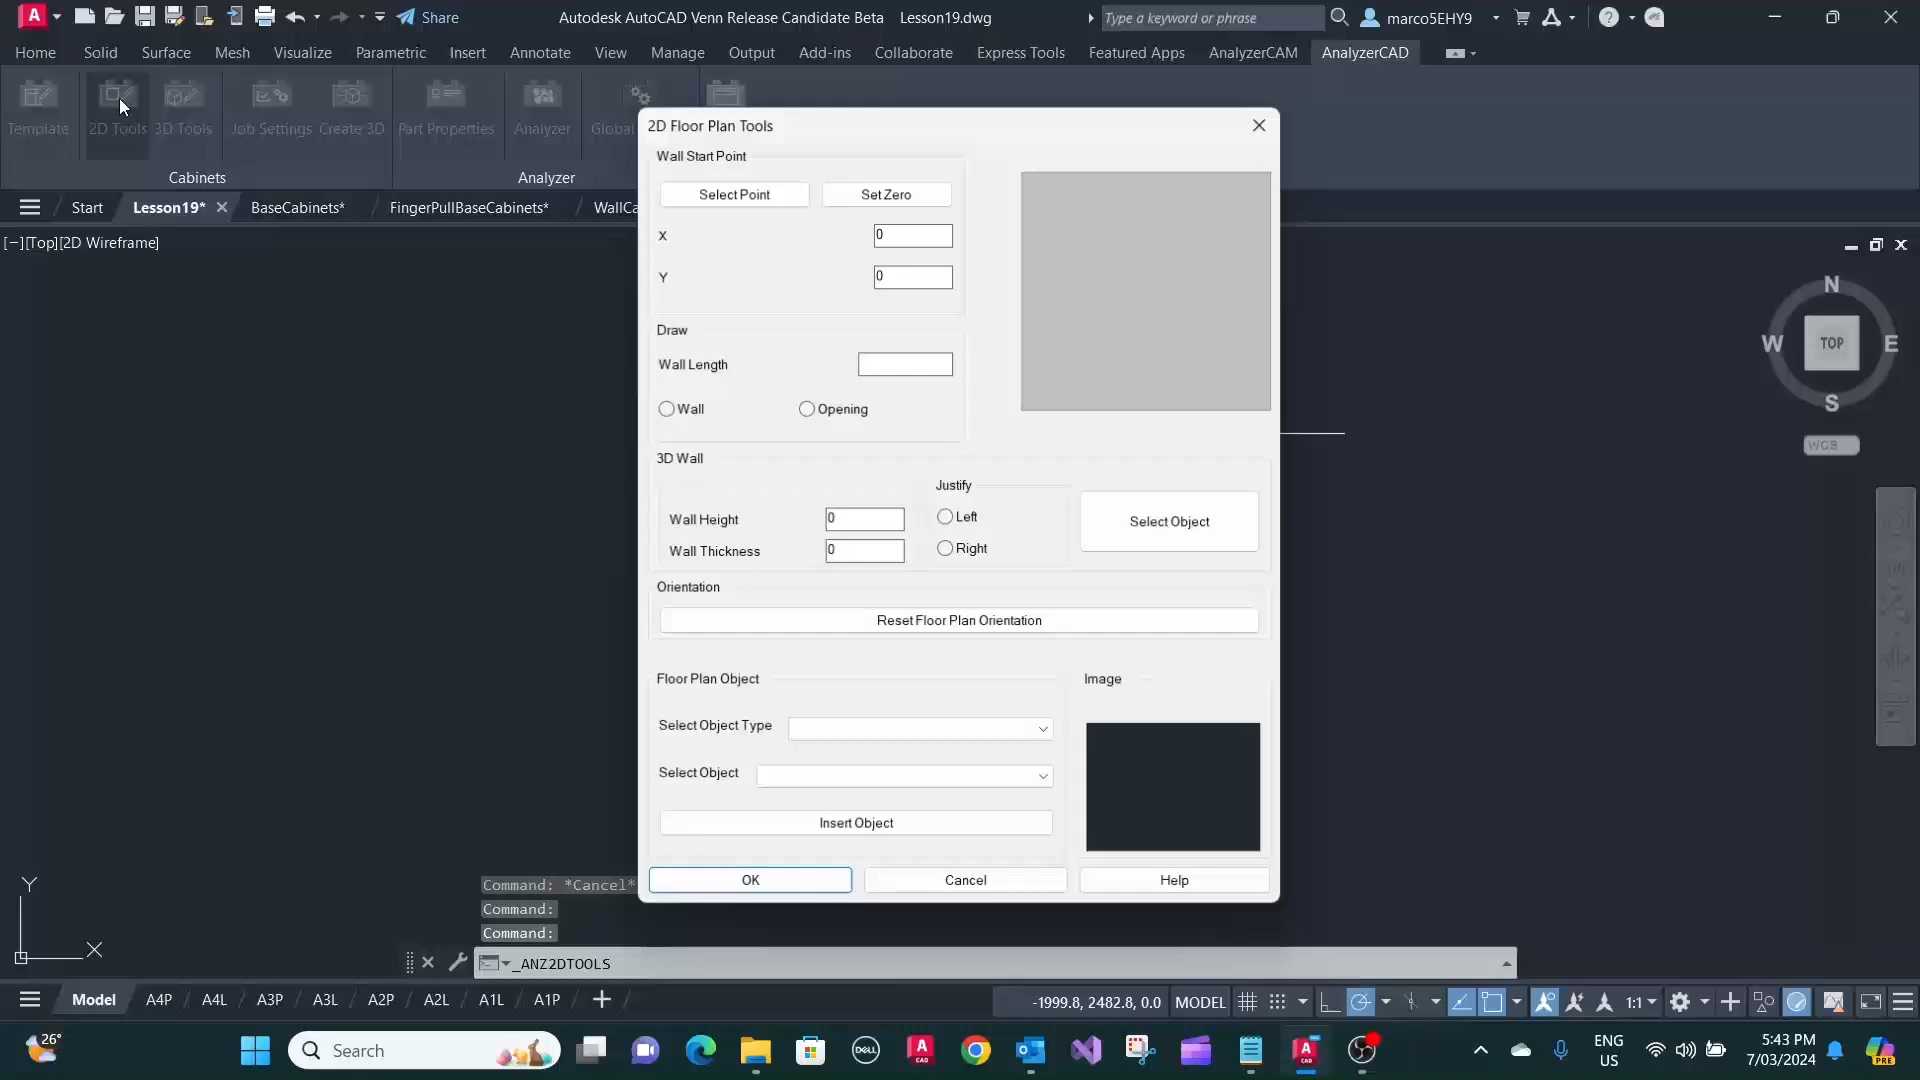 Share
Autodesk AutoCAD Venn Release Candidate Beta Lesson19.dwg
Type a keyword or phrase
marco5EHY9
Home Solid Surface Mesh Visualize Parametric Insert Annotate View Manage Output Add-ins Collaborate Express Tools Featured Apps AnalyzerCAM AnalyzerCAD
Template 2D Tools 3D Tools Job Settings Create 3D Part Properties Analyzer Global
Cabinets Analyzer
Start Lesson19* BaseCabinets* FingerPullBaseCabinets* WallCa
[−][Top][2D Wireframe]
2D Floor Plan Tools
Wall Start Point
Select Point Set Zero
X 0
Y 0
Draw
Wall Length
Wall Opening
3D Wall
Justify
Wall Height 0 Left
Select Object
Wall Thickness 0 Right
Orientation
Reset Floor Plan Orientation
Floor Plan Object Image
Select Object Type
Select Object
Insert Object
OK Cancel Help
N
W TOP E
S
WCS
Y
X
Command: *Cancel*
Command:
Command:
_ANZ2DTOOLS
Model A4P A4L A3P A3L A2P A2L A1L A1P
-1999.8, 2482.8, 0.0 MODEL 1:1
26°
Search
DELL
A CAD
A CAD
ENG
US
5:43 PM
7/03/2024
PRE